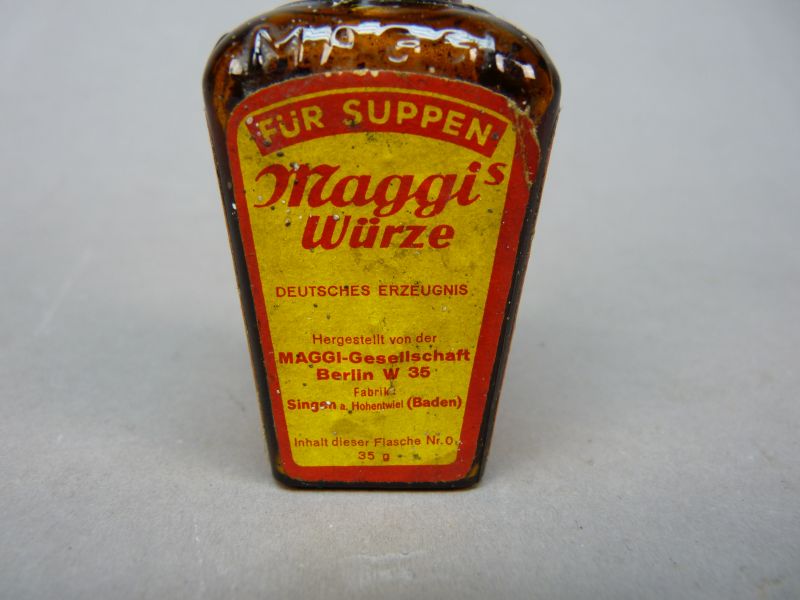 MAGGI
FÜR SUPPEN
Maggis
Würze
DEUTSCHES ERZEUGNIS
Hergestellt von der
MAGGI-Gesellschaft
Berlin W 35
Fabrik:
Singen a. Hohentwiel (Baden)
Inhalt dieser Flasche Nr. 0
35 g